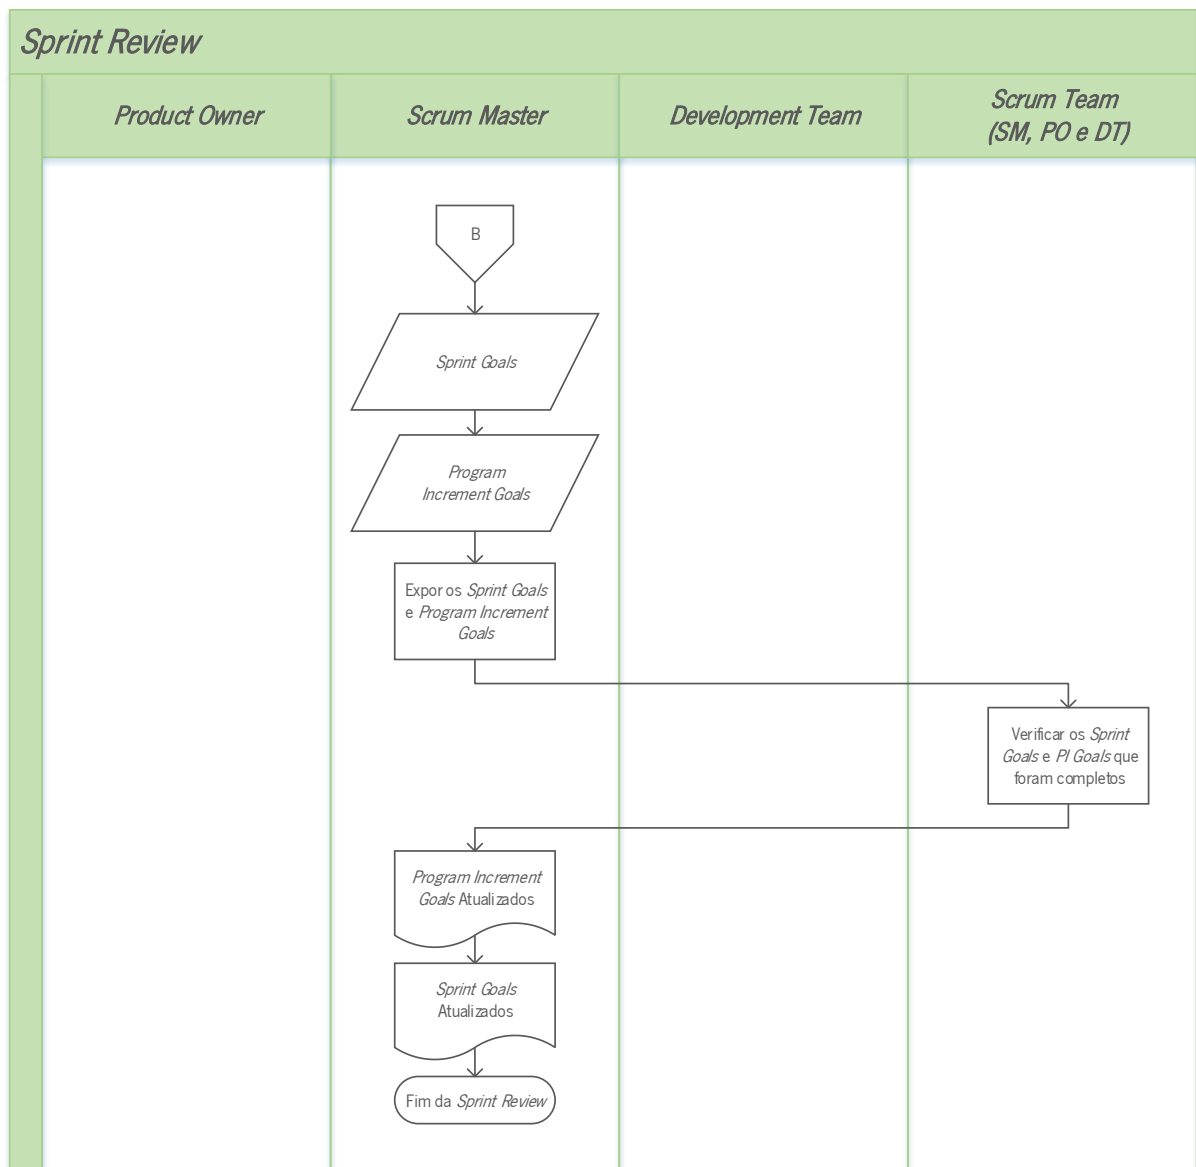 Sprint Review
Product Owner
Scrum Master
Development Team
Scrum Team
(SM, PO e DT)
B
Sprint Goals
Program
Increment Goals
Expor os Sprint Goals
e Program Increment
Goals
Verificar os Sprint
Goals e PI Goals que
foram completos
Program Increment
Goals Atualizados
Sprint Goals
Atualizados
Fim da Sprint Review